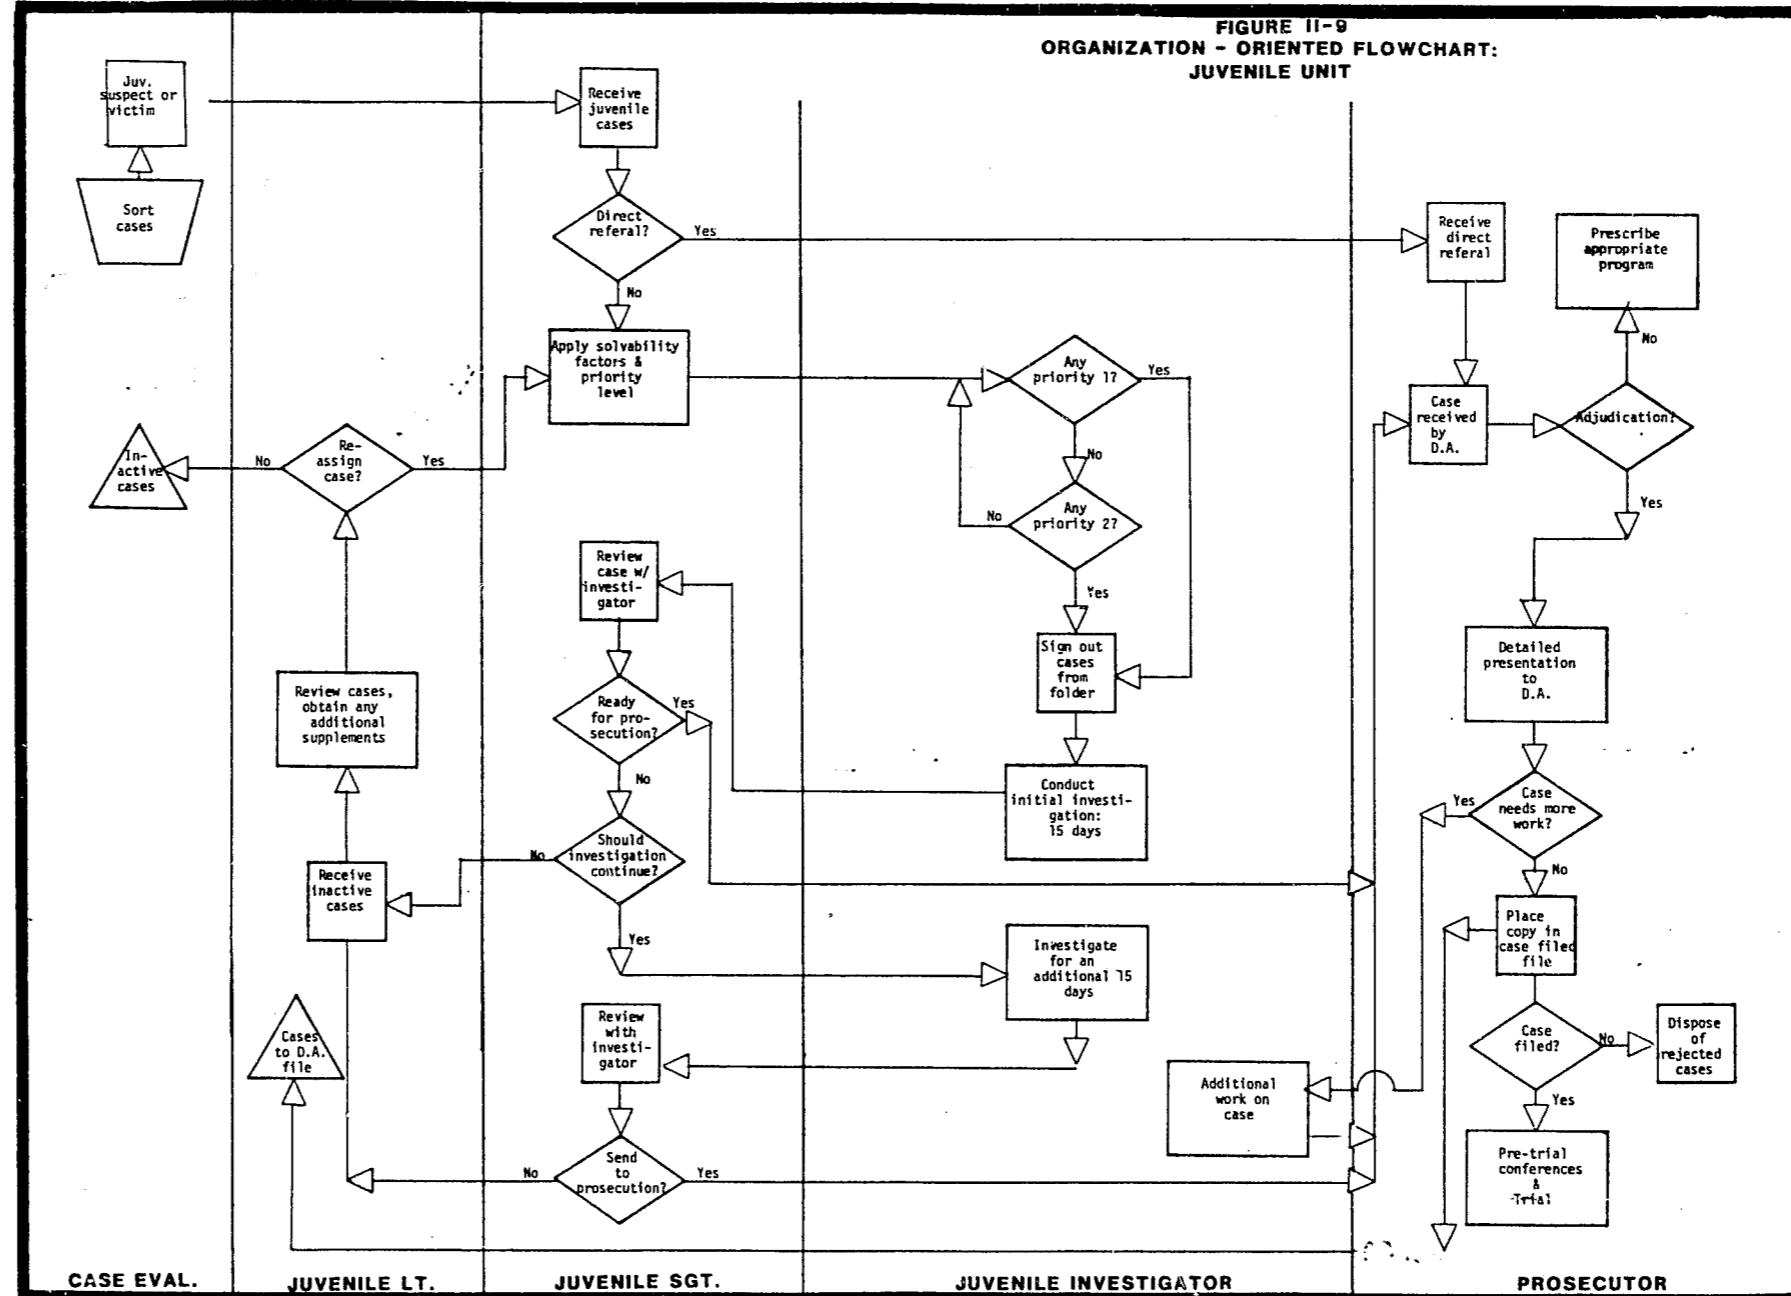 FIGURE II-9
ORGANIZATION - ORIENTED FLOWCHART:
JUVENILE UNIT
Juv.
suspect or
victim
Sort
cases
Receive
juvenile
cases
Direct
referal?
Yes
No
Receive
direct
referal
Prescribe
appropriate
program
No
Apply solvability
factors &
priority
level
Any
priority 1?
Yes
No
Any
priority 2?
No
Yes
Case
received
by
D.A.
Adjudication?
Yes
In-
active
cases
No
Re-
assign
case?
Yes
Review
case w/
investi-
gator
Sign out
cases
from
folder
Detailed
presentation
to
D.A.
Review cases,
obtain any
additional
supplements
Ready
for pro-
secution?
Yes
No
Conduct
initial investi-
gation:
15 days
Yes
Case
needs more
work?
No
Should
investigation
continue?
No
Yes
Receive
inactive
cases
Investigate
for an
additional 15
days
Place
copy in
case filed
file
Cases
to D.A.
file
Review
with
investi-
gator
Case
filed?
No
Yes
Dispose
of
rejected
cases
Additional
work on
case
Send
to
prosecution?
No
Yes
Pre-trial
conferences
&
Trial
CASE EVAL.
JUVENILE LT.
JUVENILE SGT.
JUVENILE INVESTIGATOR
PROSECUTOR